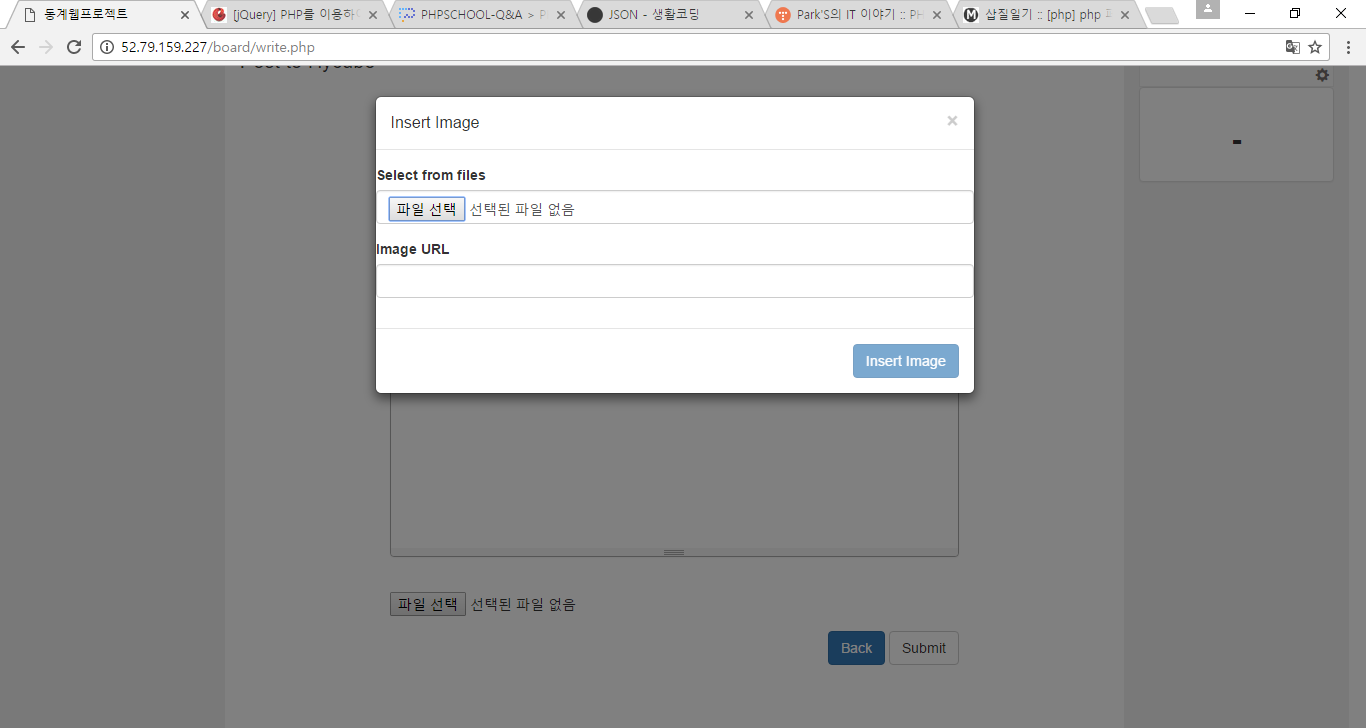 동계웹프로젝트
[jQuery] PHP를 이용하이
PHPSCHOOL-Q&A > P
JSON - 생활코딩
Park'S의 IT 이야기 :: PH
삽질일기 :: [php] php 파
52.79.159.227/board/write.php
Insert Image
×
Select from files
파일 선택 선택된 파일 없음
Image URL
Insert Image
-
파일 선택 선택된 파일 없음
Back Submit